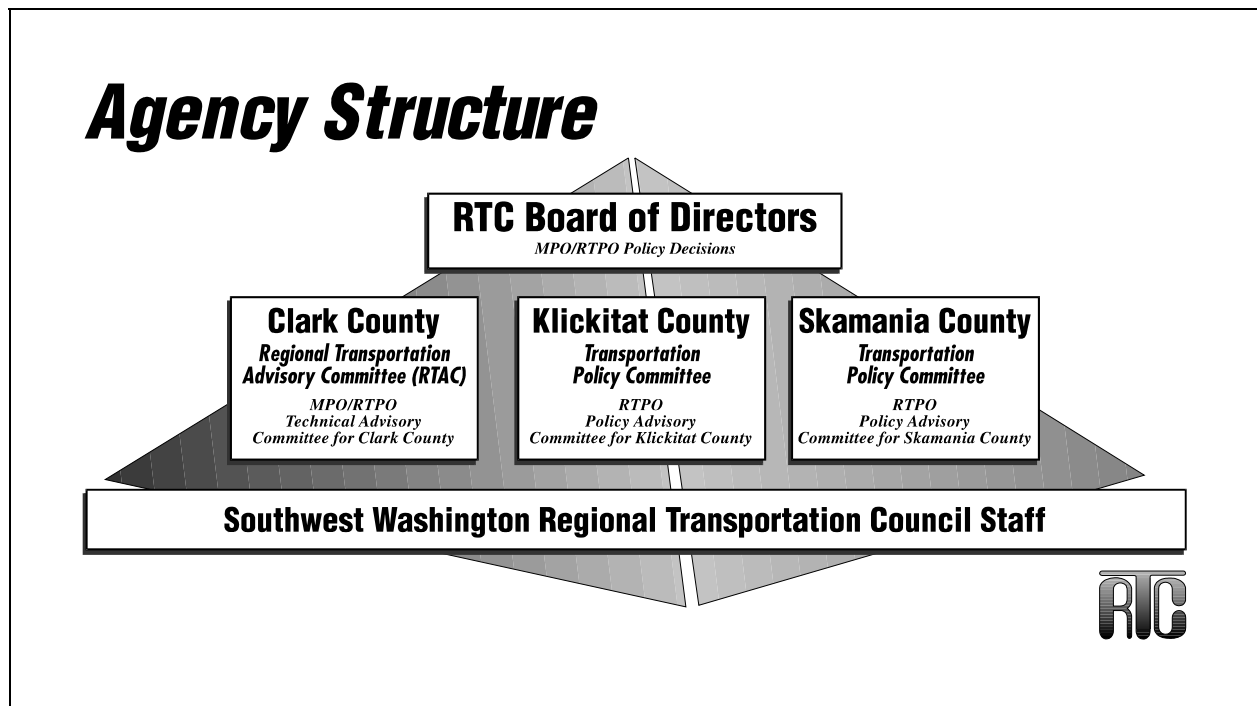 Agency Structure
RTC Board of Directors
MPO/RTPO Policy Decisions
Clark County
Regional Transportation
Advisory Committee (RTAC)
MPO/RTPO
Technical Advisory
Committee for Clark County
Klickitat County
Transportation
Policy Committee
RTPO
Policy Advisory
Committee for Klickitat County
Skamania County
Transportation
Policy Committee
RTPO
Policy Advisory
Committee for Skamania County
Southwest Washington Regional Transportation Council Staff
RTC